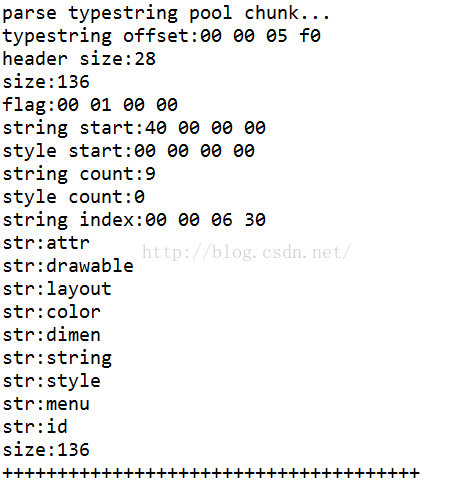 parse typestring pool chunk...
typestring offset:00 00 05 f0
header size:28
size:136
flag:00 01 00 00
string start:40 00 00 00
style start:00 00 00 00
string count:9
style count:0
string index:00 00 06 30
str:attr
http://blog.csdn.net/
str:drawable
str:layout
str:color
str:dimen
str:string
str:style
str:menu
str:id
size:136
++++++++++++++++++++++++++++++++++++++